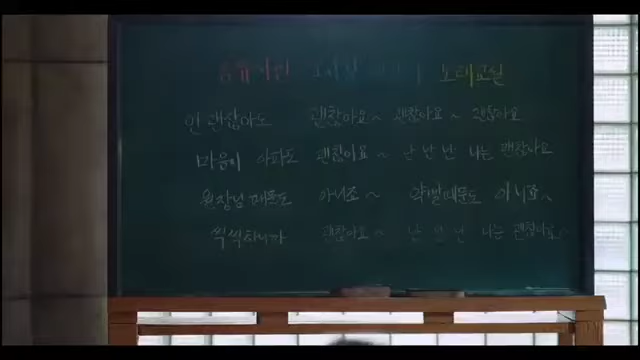 노래교실
안 괜찮아도 괜찮아요~ 괜찮아요~ 괜찮아요
마음이 아파도 괜찮아요~ 난 난 난 나는 괜찮아요
원장님 때문도 아니죠~ 약빨때문도 아니죠~
씩씩하니까 괜찮아요~ 난 난 난 나는 괜찮아요